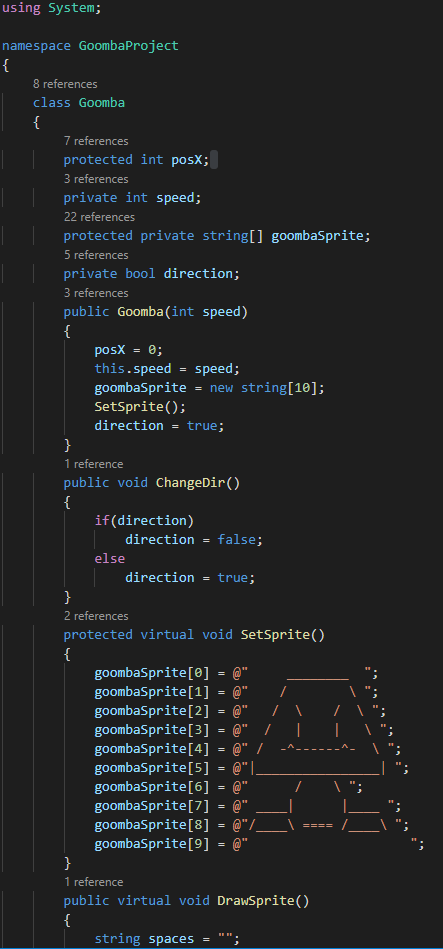 using System;
namespace GoombaProject
{
8 references
class Goomba
{
7 references
protected int posX;
3 references
private int speed;
22 references
protected private string[] goombaSprite;
5 references
private bool direction;
3 references
public Goomba(int speed)
{
posX = 0;
this.speed = speed;
goombaSprite = new string[10];
SetSprite();
direction = true;
}
1 reference
public void ChangeDir()
{
if(direction)
direction = false;
else
direction = true;
}
2 references
protected virtual void SetSprite()
{
goombaSprite[0] = @"     ________  ";
goombaSprite[1] = @"    /        \ ";
goombaSprite[2] = @"   /  \    /  \ ";
goombaSprite[3] = @"  /   |    |   \ ";
goombaSprite[4] = @" /  -^------^-  \ ";
goombaSprite[5] = @"|________________| ";
goombaSprite[6] = @"      /    \ ";
goombaSprite[7] = @" ____|      |____ ";
goombaSprite[8] = @"/____\ ==== /____\ ";
goombaSprite[9] = @"                     ";
}
1 reference
public virtual void DrawSprite()
{
string spaces = "";